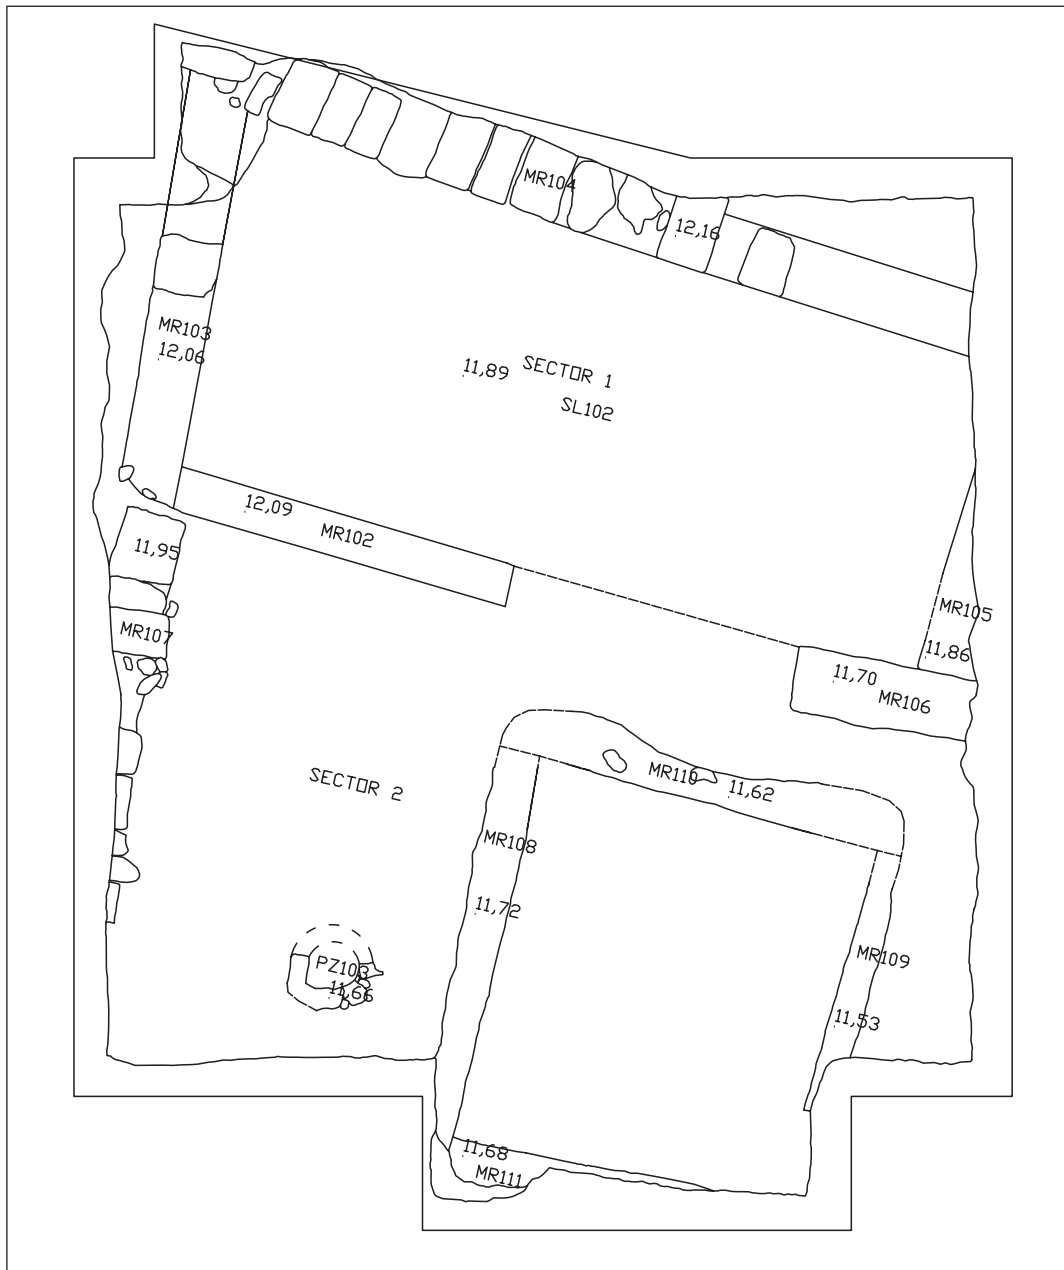 MR104
12,16
MR103
12,06
11,89
SECTOR 1
SL102
12,09
MR102
11,95
MR107
MR105
11,86
11,70
MR106
SECTOR 2
MR110
11,62
MR108
11,72
MR109
PZ103
11,66
11,53
11,68
MR111